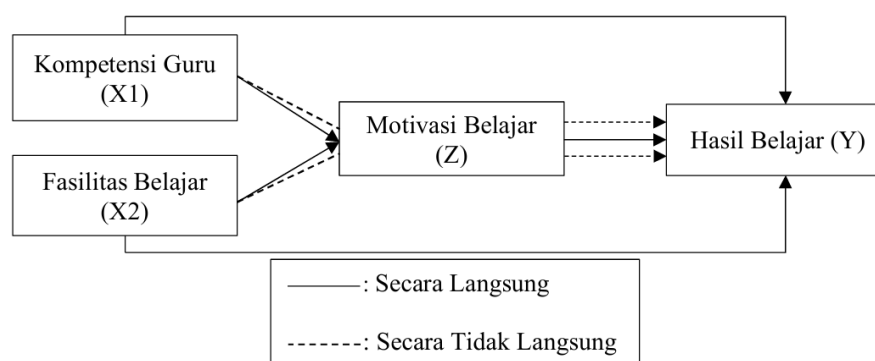 Kompetensi Guru
(X1)
Motivasi Belajar
(Z)
Hasil Belajar (Y)
Fasilitas Belajar
(X2)
: Secara Langsung
: Secara Tidak Langsung